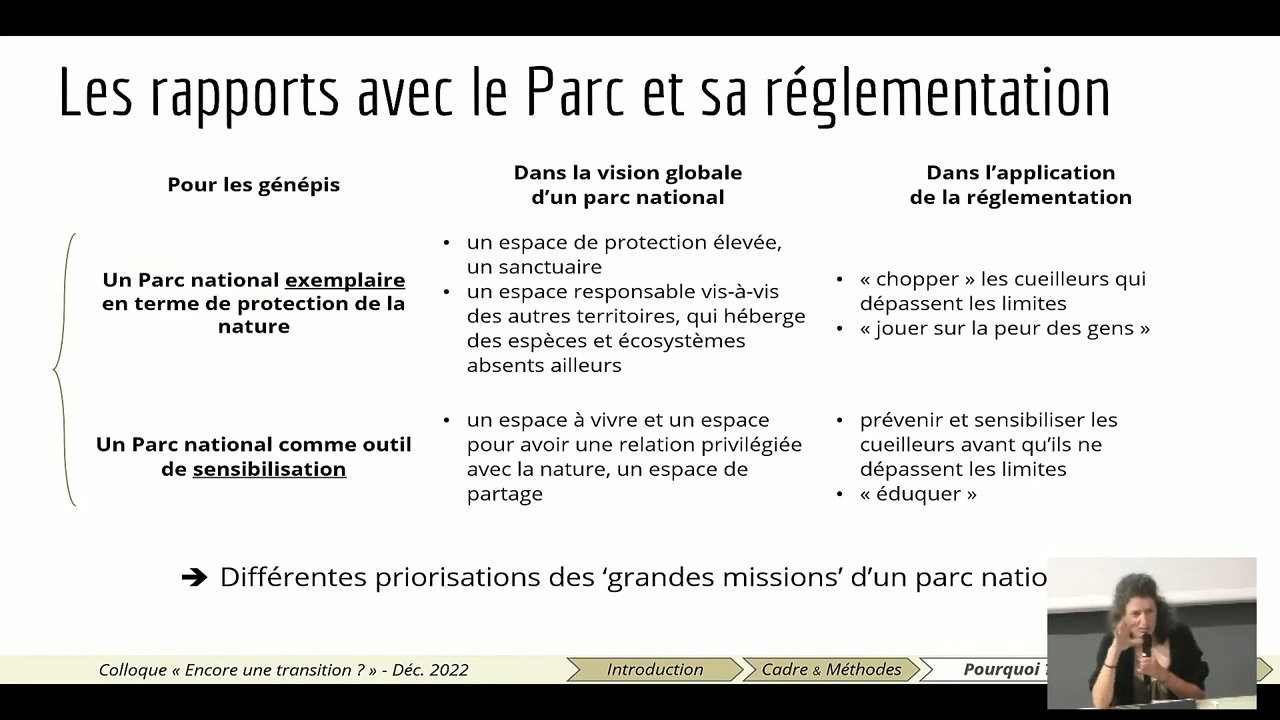 Les rapports avec le Parc et sa réglementation
Pour les génépis
Dans la vision globale
d'un parc national
Dans l'application
de la réglementation
Un Parc national exemplaire
en terme de protection de la
nature
• un espace de protection élevée,
un sanctuaire
• un espace responsable vis-à-vis
des autres territoires, qui héberge
des espèces et écosystèmes
absents ailleurs
• « chopper » les cueilleurs qui
dépassent les limites
• « jouer sur la peur des gens »
Un Parc national comme outil
de sensibilisation
• un espace à vivre et un espace
pour avoir une relation privilégiée
avec la nature, un espace de
partage
• prévenir et sensibiliser les
cueilleurs avant qu'ils ne
dépassent les limites
• « éduquer »
➔ Différentes priorisations des ‘grandes missions’ d'un parc natio
Colloque « Encore une transition ? » - Déc. 2022
Introduction
Cadre & Méthodes
Pourquoi ?